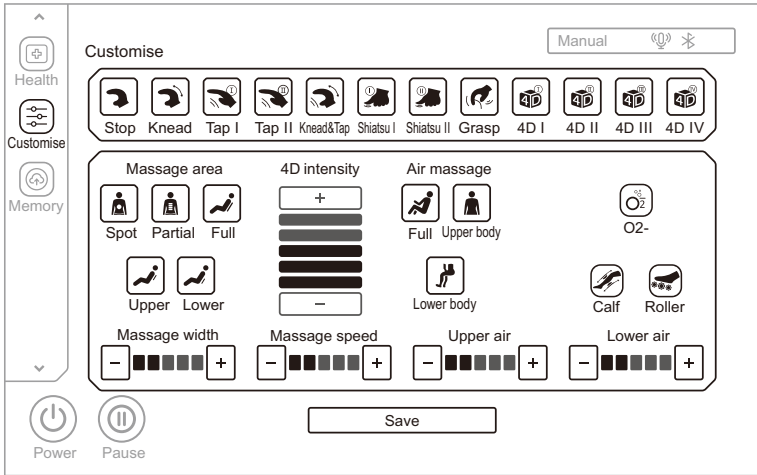 Manual
Customise
Health
Customise
Memory
Stop Knead Tap I Tap II Knead&Tap Shiatsu I Shiatsu II Grasp 4D I 4D II 4D III 4D IV
Massage area 4D intensity Air massage
Spot Partial Full Full Upper body O2-
Upper Lower Lower body Calf Roller
Massage width Massage speed Upper air Lower air
Save
Power Pause